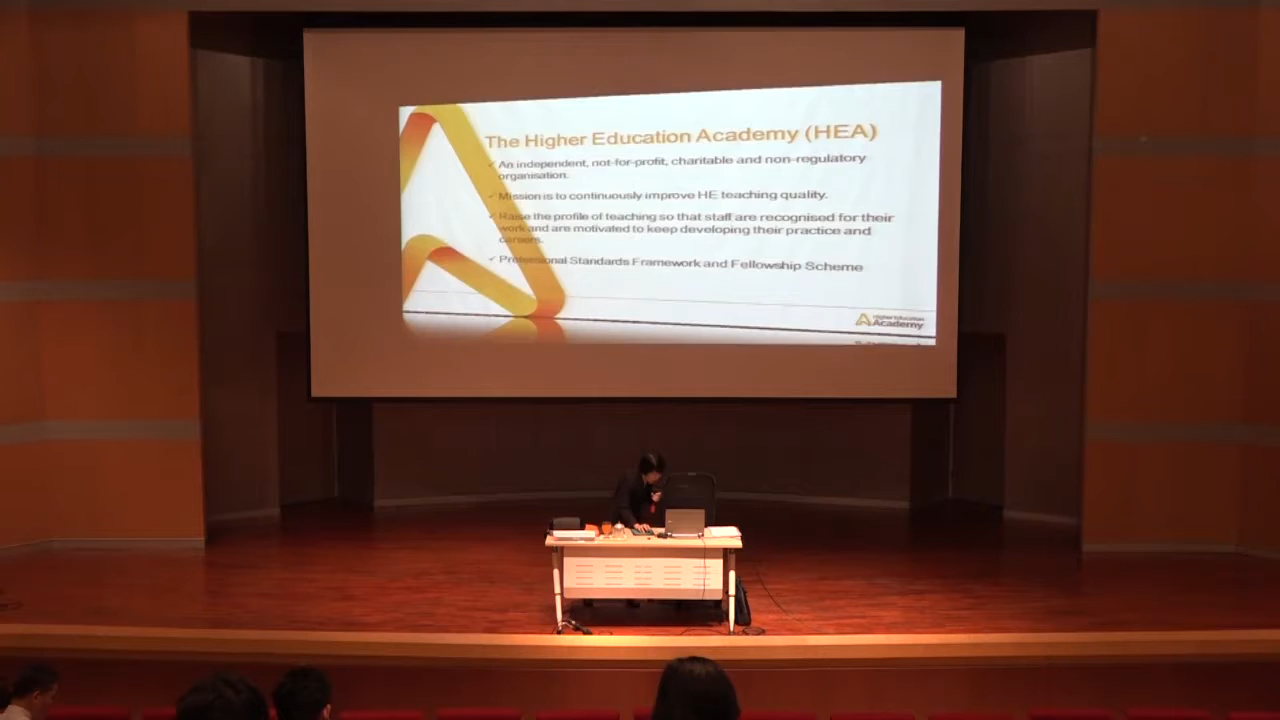 The Higher Education Academy (HEA)
✓ An independent, not-for-profit, charitable and non-regulatory
organisation.
✓ Mission is to continuously improve HE teaching quality.
✓ Raise the profile of teaching so that staff are recognised for their
work and are motivated to keep developing their practice and
careers.
✓ Professional Standards Framework and Fellowship Scheme
Higher Education
Academy